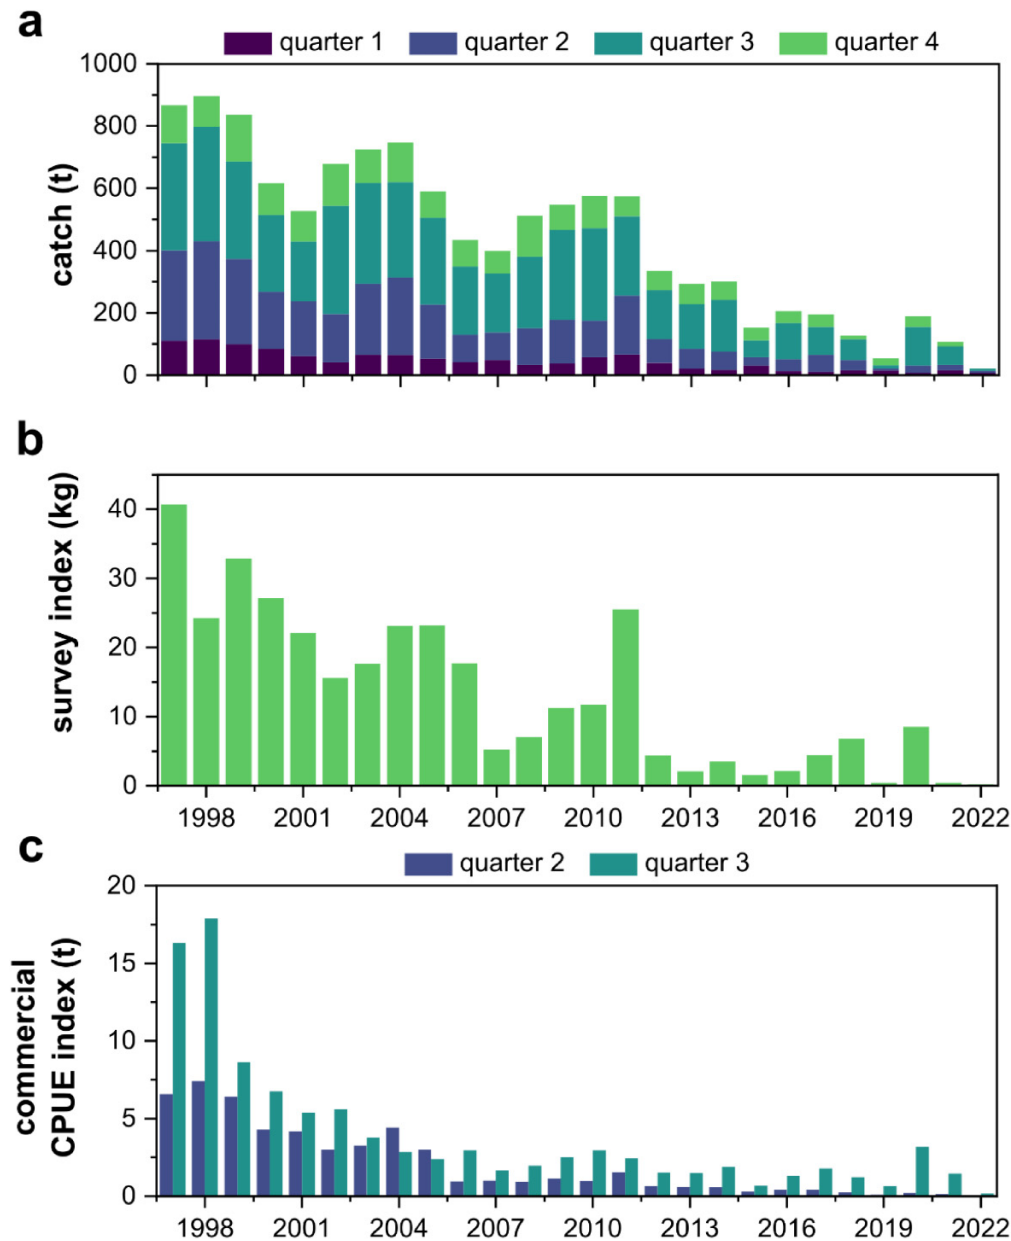 a
quarter 1 quarter 2 quarter 3 quarter 4
1000
800
600
400
200
0
catch (t)
b
40
30
20
10
0
survey index (kg)
1998 2001 2004 2007 2010 2013 2016 2019 2022
c
quarter 2 quarter 3
20
15
10
5
0
commercial
CPUE index (t)
1998 2001 2004 2007 2010 2013 2016 2019 2022